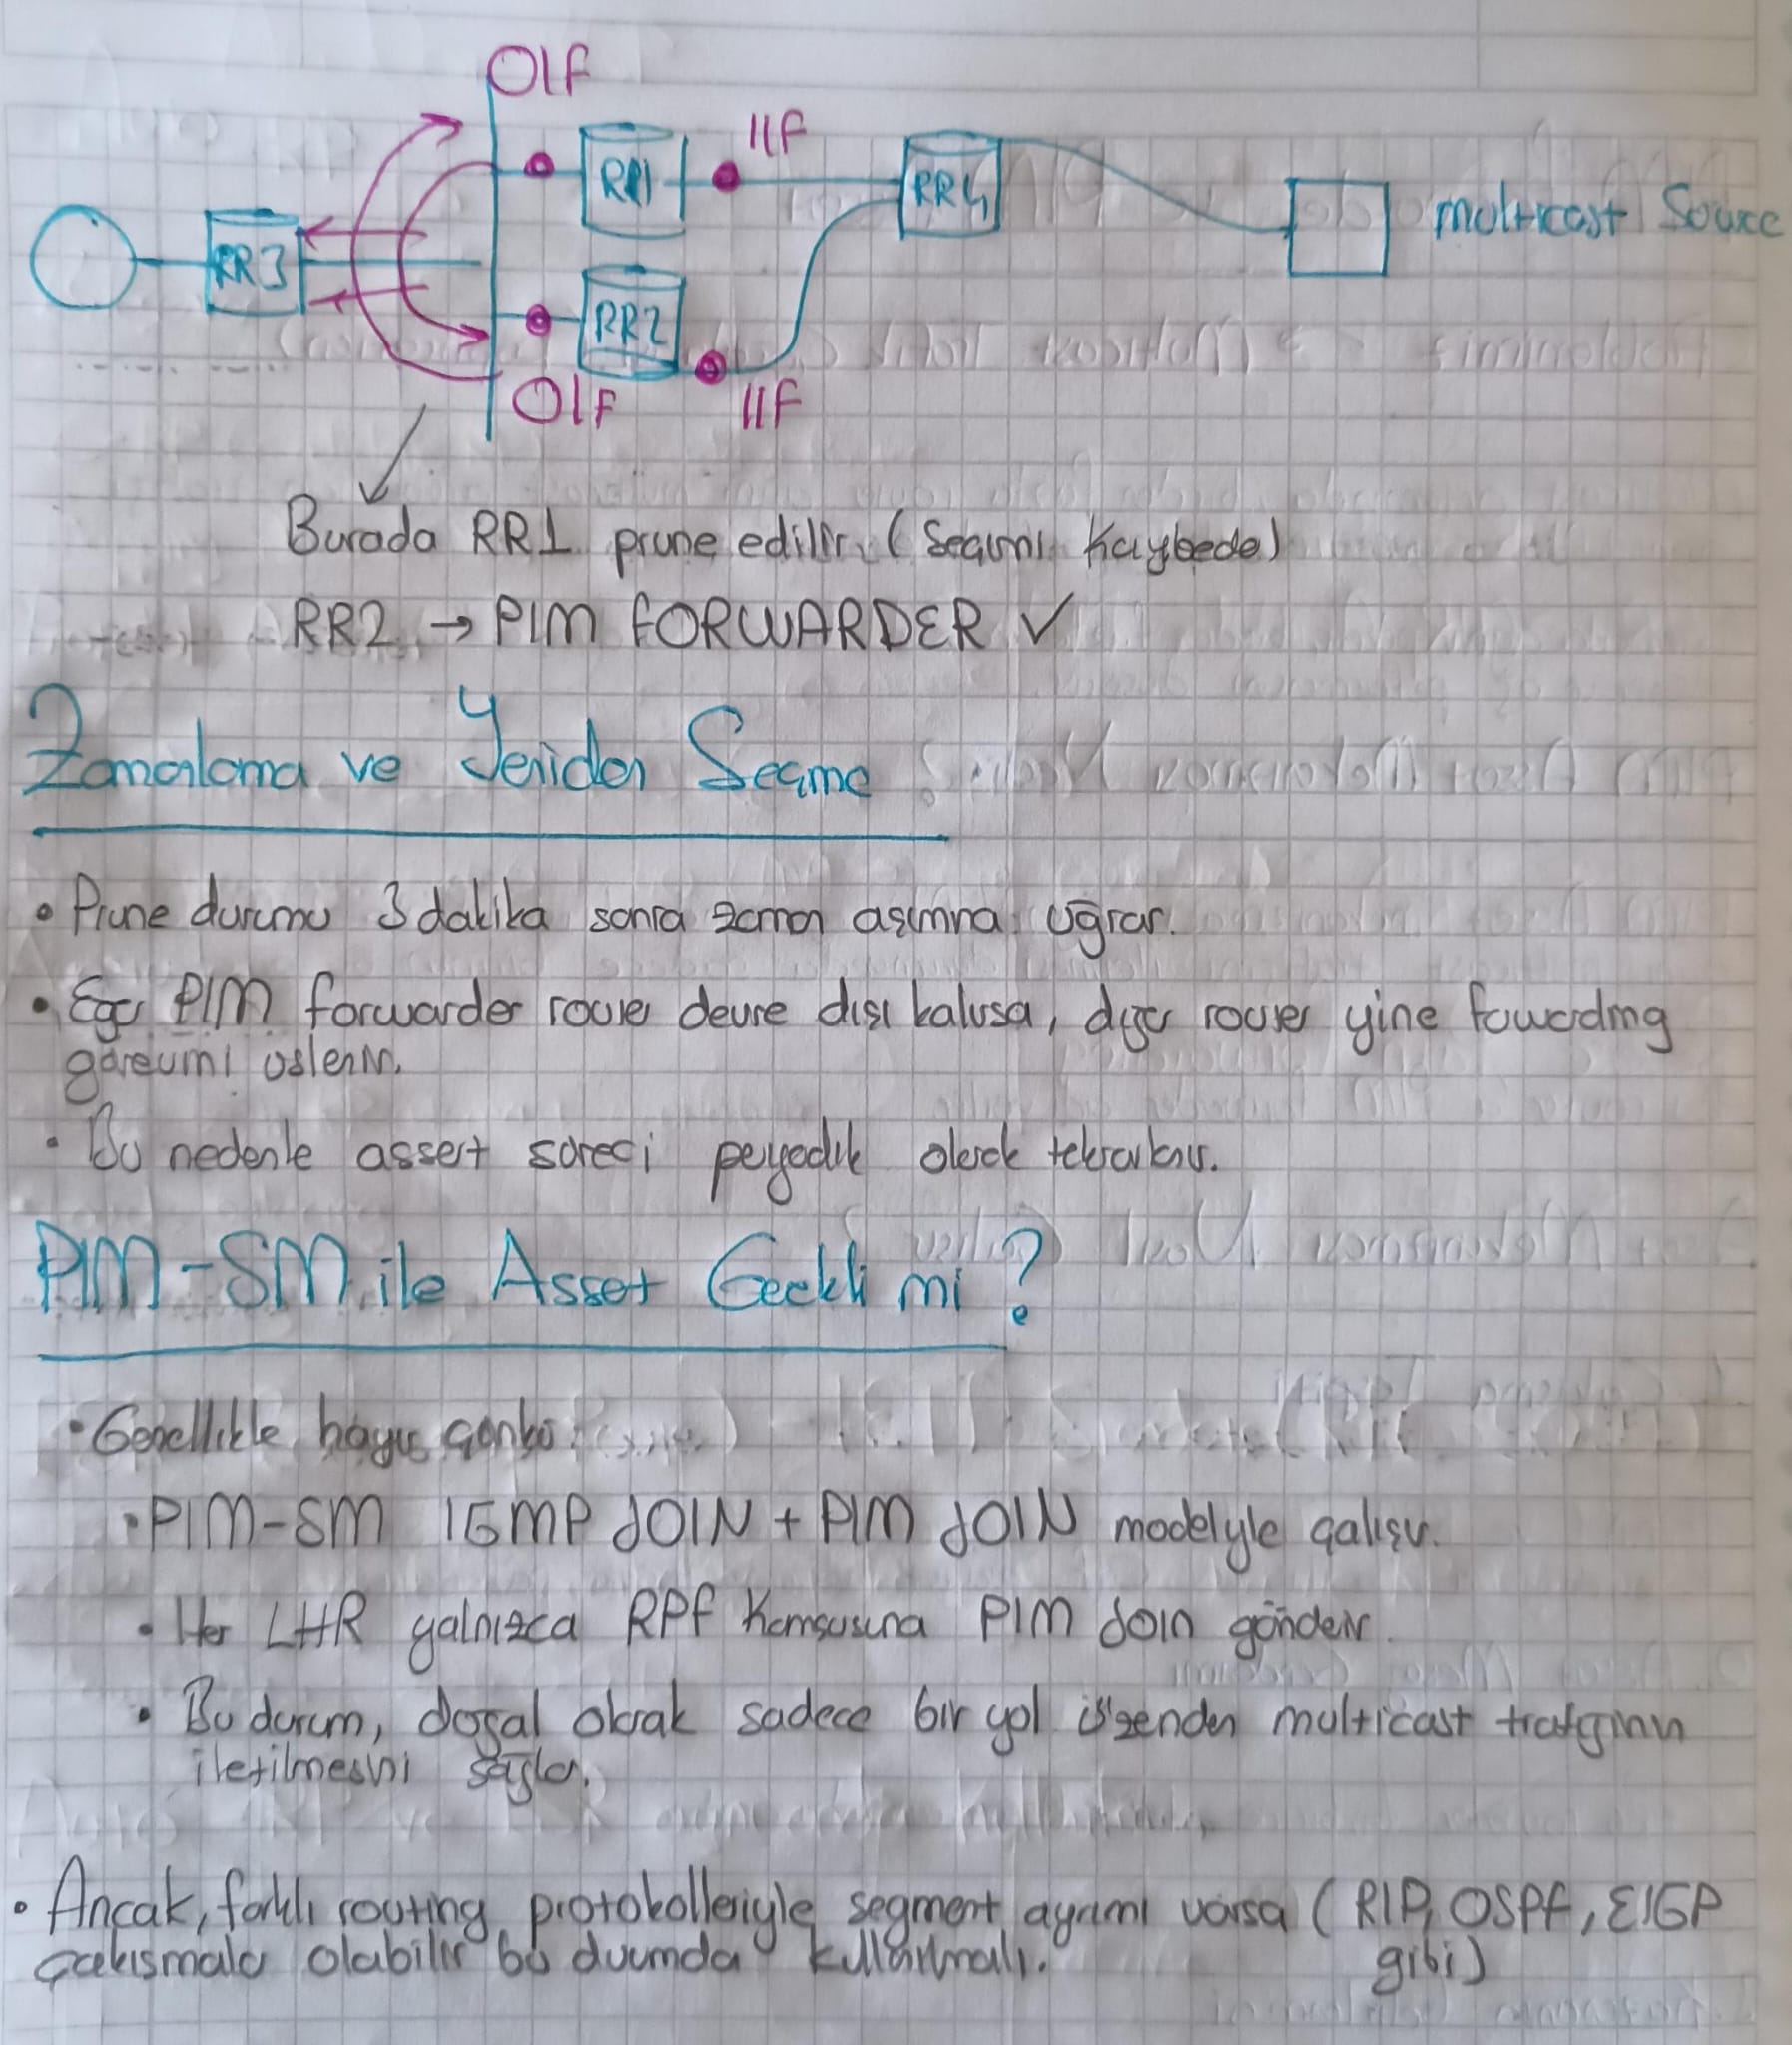 OIF
IIF
RR1
RR4
multicast Source
RR3
RR2
OIF
IIF
Burada RR1 prune edilir. (Seçimi Kaybeder)
RR2 → PIM FORWARDER ✓
Zamanlama ve Yeniden Seçme
• Prune durumu 3 dakika sonra zaman aşımına uğrar.
• Eğer PIM forwarder router devre dışı kalırsa, diğer router yine forwarding
görevini üslenir.
• Bu nedenle assert süreci periyodik olarak tekrarlanır.
PIM-SM ile Assert Gerekli mi?
• Genellikle hayır çünkü:
• PIM-SM IGMP JOIN + PIM JOIN modeliyle çalışır.
• Her LHR yalnızca RPF Komşusuna PIM Join gönderir.
• Bu durum, doğal olarak sadece bir yol üzerinden multicast trafiğinin
iletilmesini sağlar.
• Ancak, farklı routing protokolleriyle segment ayrımı varsa (RIP, OSPF, EIGP
çakışmalar olabilir bu durumda kullanılmalı. gibi)